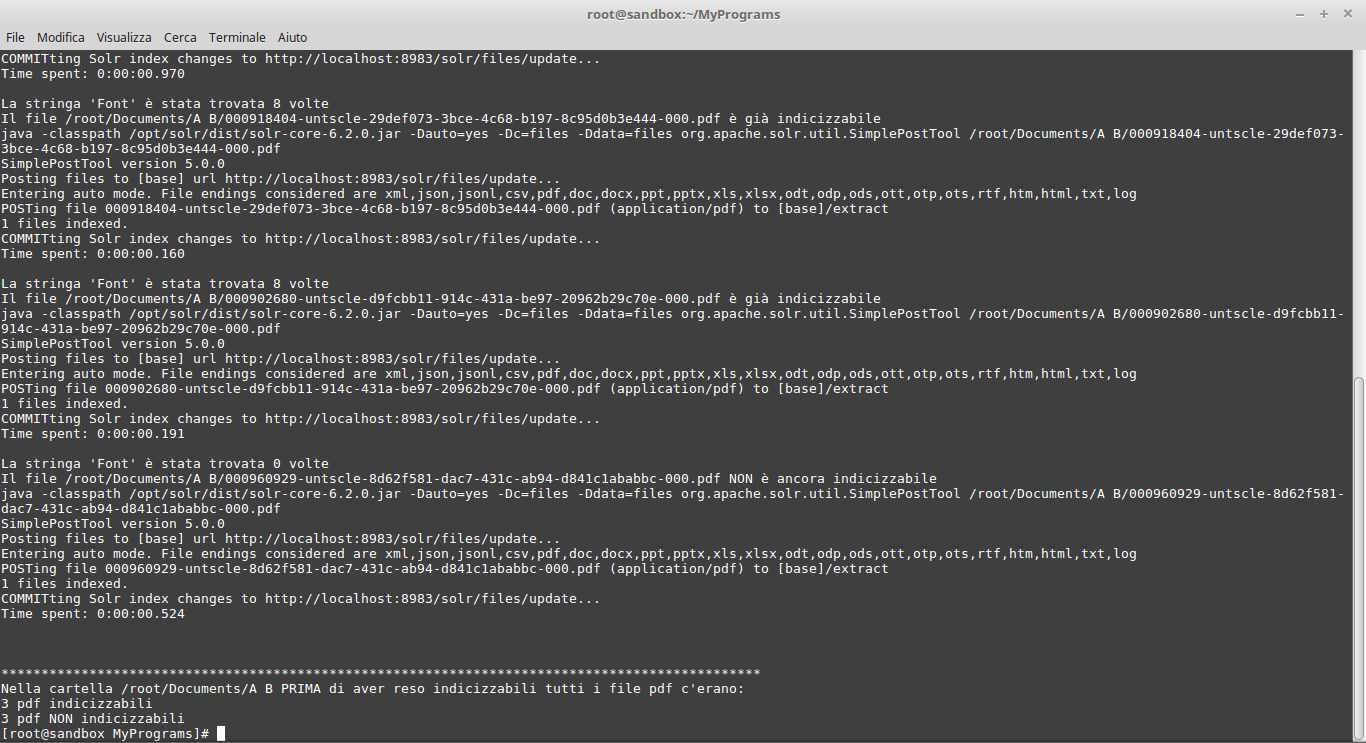 root@sandbox:~/MyPrograms
File Modifica Visualizza Cerca Terminale Aiuto
COMMITting Solr index changes to http://localhost:8983/solr/files/update...
Time spent: 0:00:00.970
La stringa 'Font' è stata trovata 8 volte
Il file /root/Documents/A B/000918404-untscle-29def073-3bce-4c68-b197-8c95d0b3e444-000.pdf è già indicizzabile
java -classpath /opt/solr/dist/solr-core-6.2.0.jar -Dauto=yes -Dc=files -Ddata=files org.apache.solr.util.SimplePostTool /root/Documents/A B/000918404-untscle-29def073-
3bce-4c68-b197-8c95d0b3e444-000.pdf
SimplePostTool version 5.0.0
Posting files to [base] url http://localhost:8983/solr/files/update...
Entering auto mode. File endings considered are xml,json,jsonl,csv,pdf,doc,docx,ppt,pptx,xls,xlsx,odt,odp,ods,ott,otp,ots,rtf,htm,html,txt,log
POSTing file 000918404-untscle-29def073-3bce-4c68-b197-8c95d0b3e444-000.pdf (application/pdf) to [base]/extract
1 files indexed.
COMMITting Solr index changes to http://localhost:8983/solr/files/update...
Time spent: 0:00:00.160
La stringa 'Font' è stata trovata 8 volte
Il file /root/Documents/A B/000902680-untscle-d9fcbb11-914c-431a-be97-20962b29c70e-000.pdf è già indicizzabile
java -classpath /opt/solr/dist/solr-core-6.2.0.jar -Dauto=yes -Dc=files -Ddata=files org.apache.solr.util.SimplePostTool /root/Documents/A B/000902680-untscle-d9fcbb11-
914c-431a-be97-20962b29c70e-000.pdf
SimplePostTool version 5.0.0
Posting files to [base] url http://localhost:8983/solr/files/update...
Entering auto mode. File endings considered are xml,json,jsonl,csv,pdf,doc,docx,ppt,pptx,xls,xlsx,odt,odp,ods,ott,otp,ots,rtf,htm,html,txt,log
POSTing file 000902680-untscle-d9fcbb11-914c-431a-be97-20962b29c70e-000.pdf (application/pdf) to [base]/extract
1 files indexed.
COMMITting Solr index changes to http://localhost:8983/solr/files/update...
Time spent: 0:00:00.191
La stringa 'Font' è stata trovata 0 volte
Il file /root/Documents/A B/000960929-untscle-8d62f581-dac7-431c-ab94-d841c1ababbc-000.pdf NON è ancora indicizzabile
java -classpath /opt/solr/dist/solr-core-6.2.0.jar -Dauto=yes -Dc=files -Ddata=files org.apache.solr.util.SimplePostTool /root/Documents/A B/000960929-untscle-8d62f581-
dac7-431c-ab94-d841c1ababbc-000.pdf
SimplePostTool version 5.0.0
Posting files to [base] url http://localhost:8983/solr/files/update...
Entering auto mode. File endings considered are xml,json,jsonl,csv,pdf,doc,docx,ppt,pptx,xls,xlsx,odt,odp,ods,ott,otp,ots,rtf,htm,html,txt,log
POSTing file 000960929-untscle-8d62f581-dac7-431c-ab94-d841c1ababbc-000.pdf (application/pdf) to [base]/extract
1 files indexed.
COMMITting Solr index changes to http://localhost:8983/solr/files/update...
Time spent: 0:00:00.524
***********************************************************************************************
Nella cartella /root/Documents/A B PRIMA di aver reso indicizzabili tutti i file pdf c'erano:
3 pdf indicizzabili
3 pdf NON indicizzabili
[root@sandbox MyPrograms]#